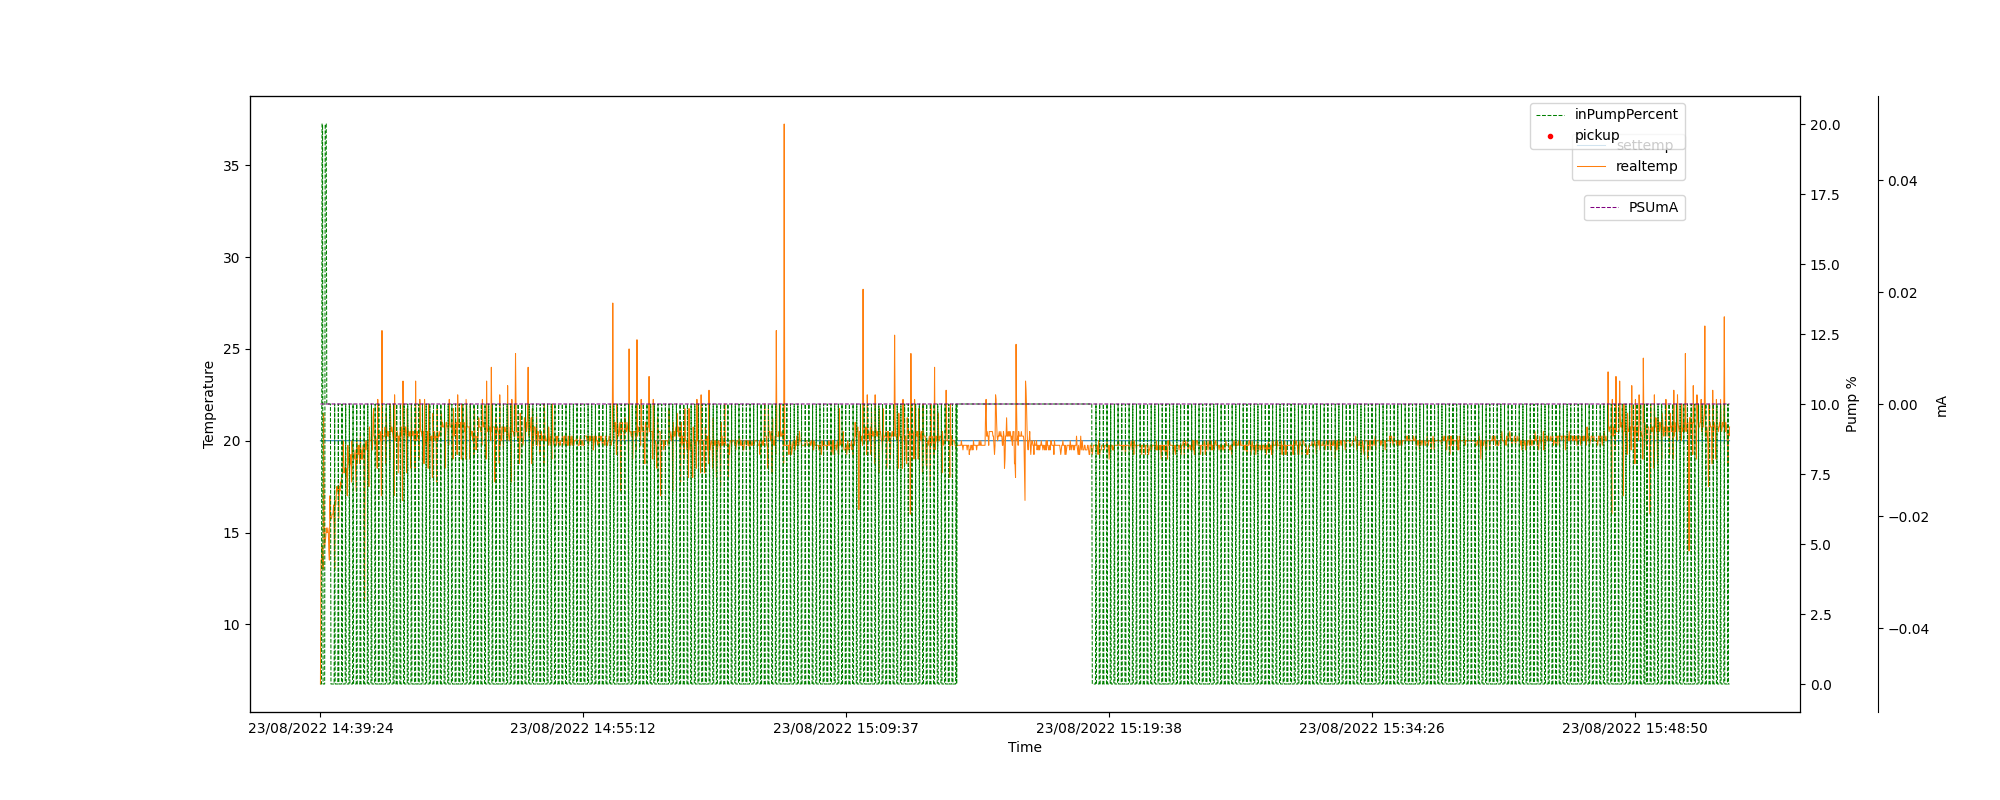 inPumpPercent
pickup
settemp
realtemp
PSUmA
35
30
25
20
15
10
Temperature
20.0
17.5
15.0
12.5
10.0
7.5
5.0
2.5
0.0
Pump %
0.04
0.02
0.00
−0.02
−0.04
mA
23/08/2022 14:39:24
23/08/2022 14:55:12
23/08/2022 15:09:37
23/08/2022 15:19:38
23/08/2022 15:34:26
23/08/2022 15:48:50
Time